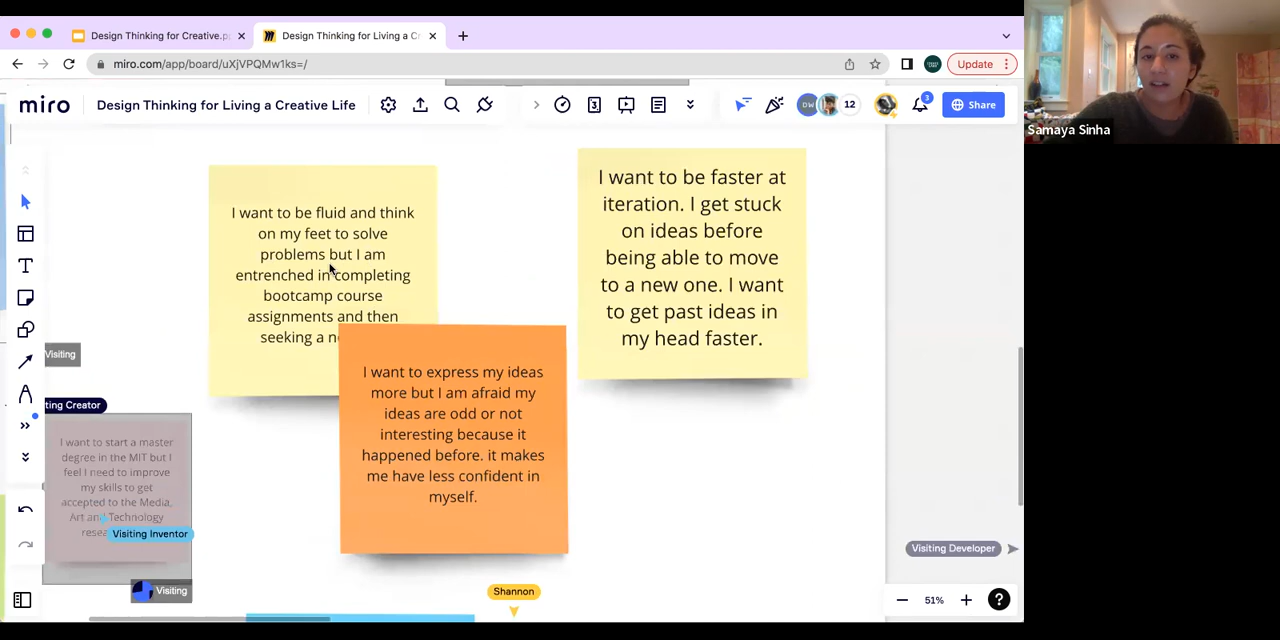 Design Thinking for Creative.p
Design Thinking for Living a C
miro.com/app/board/uXjVPQMw1ks=/
Update
miro
Design Thinking for Living a Creative Life
3
DW
12
3
Share
Samaya Sinha
I want to be fluid and think
on my feet to solve
problems but I am
entrenched in completing
bootcamp course
assignments and then
seeking a
I want to be faster at
iteration. I get stuck
on ideas before
being able to move
to a new one. I want
to get past ideas in
my head faster.
I want to express my ideas
more but I am afraid my
ideas are odd or not
interesting because it
happened before. it makes
me have less confident in
myself.
Visiting
ting Creator
I want to start a master
degree in the MIT but I
feel I need to improve
my skills to get
accepted to the Media,
Art and Technology
Visiting Inventor
Visiting
Visiting Developer
Shannon
51%